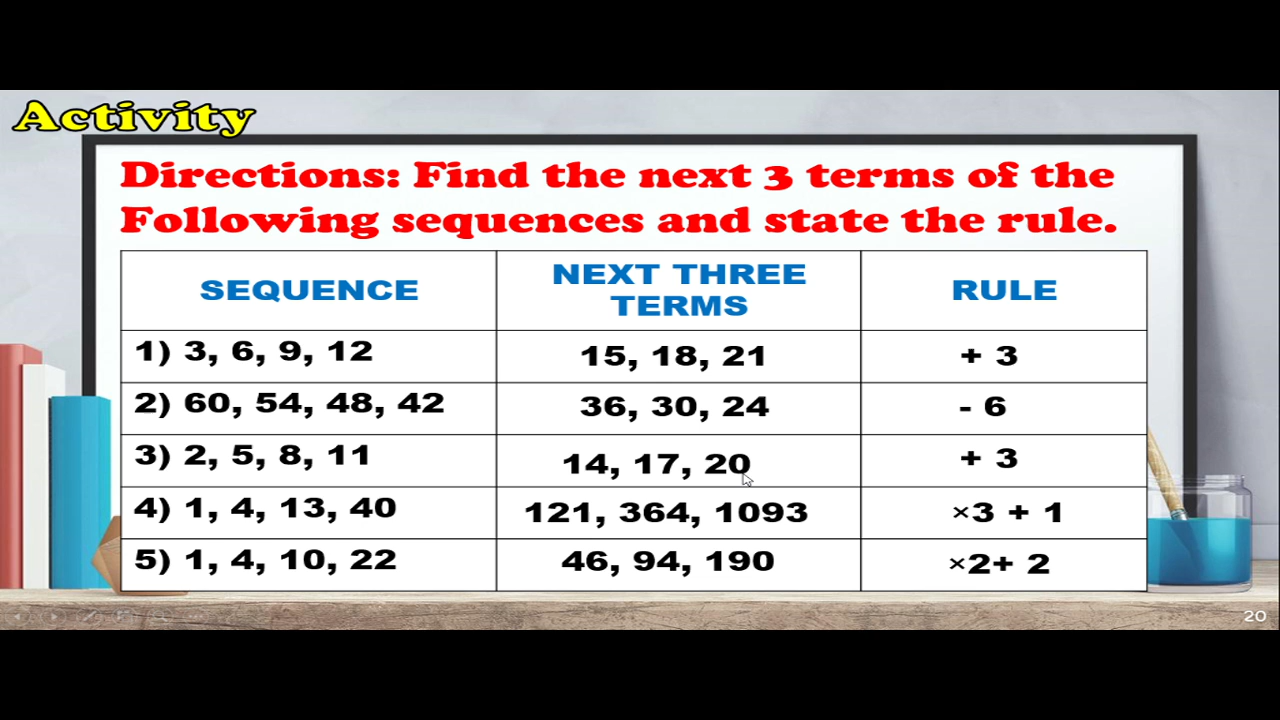 Activity
Directions: Find the next 3 terms of the
Following sequences and state the rule.
SEQUENCE
NEXT THREE
TERMS
RULE
1) 3, 6, 9, 12
15, 18, 21
+ 3
2) 60, 54, 48, 42
36, 30, 24
- 6
3) 2, 5, 8, 11
14, 17, 20
+ 3
4) 1, 4, 13, 40
121, 364, 1093
×3 + 1
5) 1, 4, 10, 22
46, 94, 190
×2+ 2
20